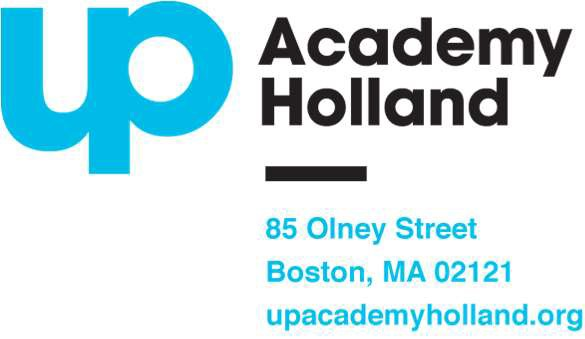 up Academy
Holland
85 Olney Street
Boston, MA 02121
upacademyholland.org